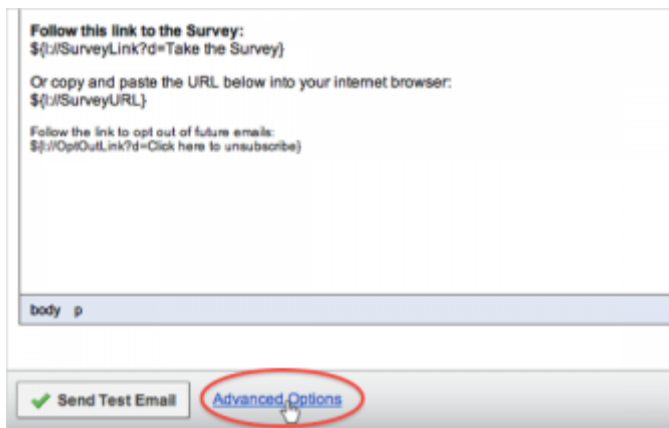 Follow this link to the Survey:
${l://SurveyLink?d=Take the Survey}
Or copy and paste the URL below into your internet browser:
${l://SurveyURL}
Follow the link to opt out of future emails:
${l://OptOutLink?d=Click here to unsubscribe}
body p
Send Test Email Advanced Options